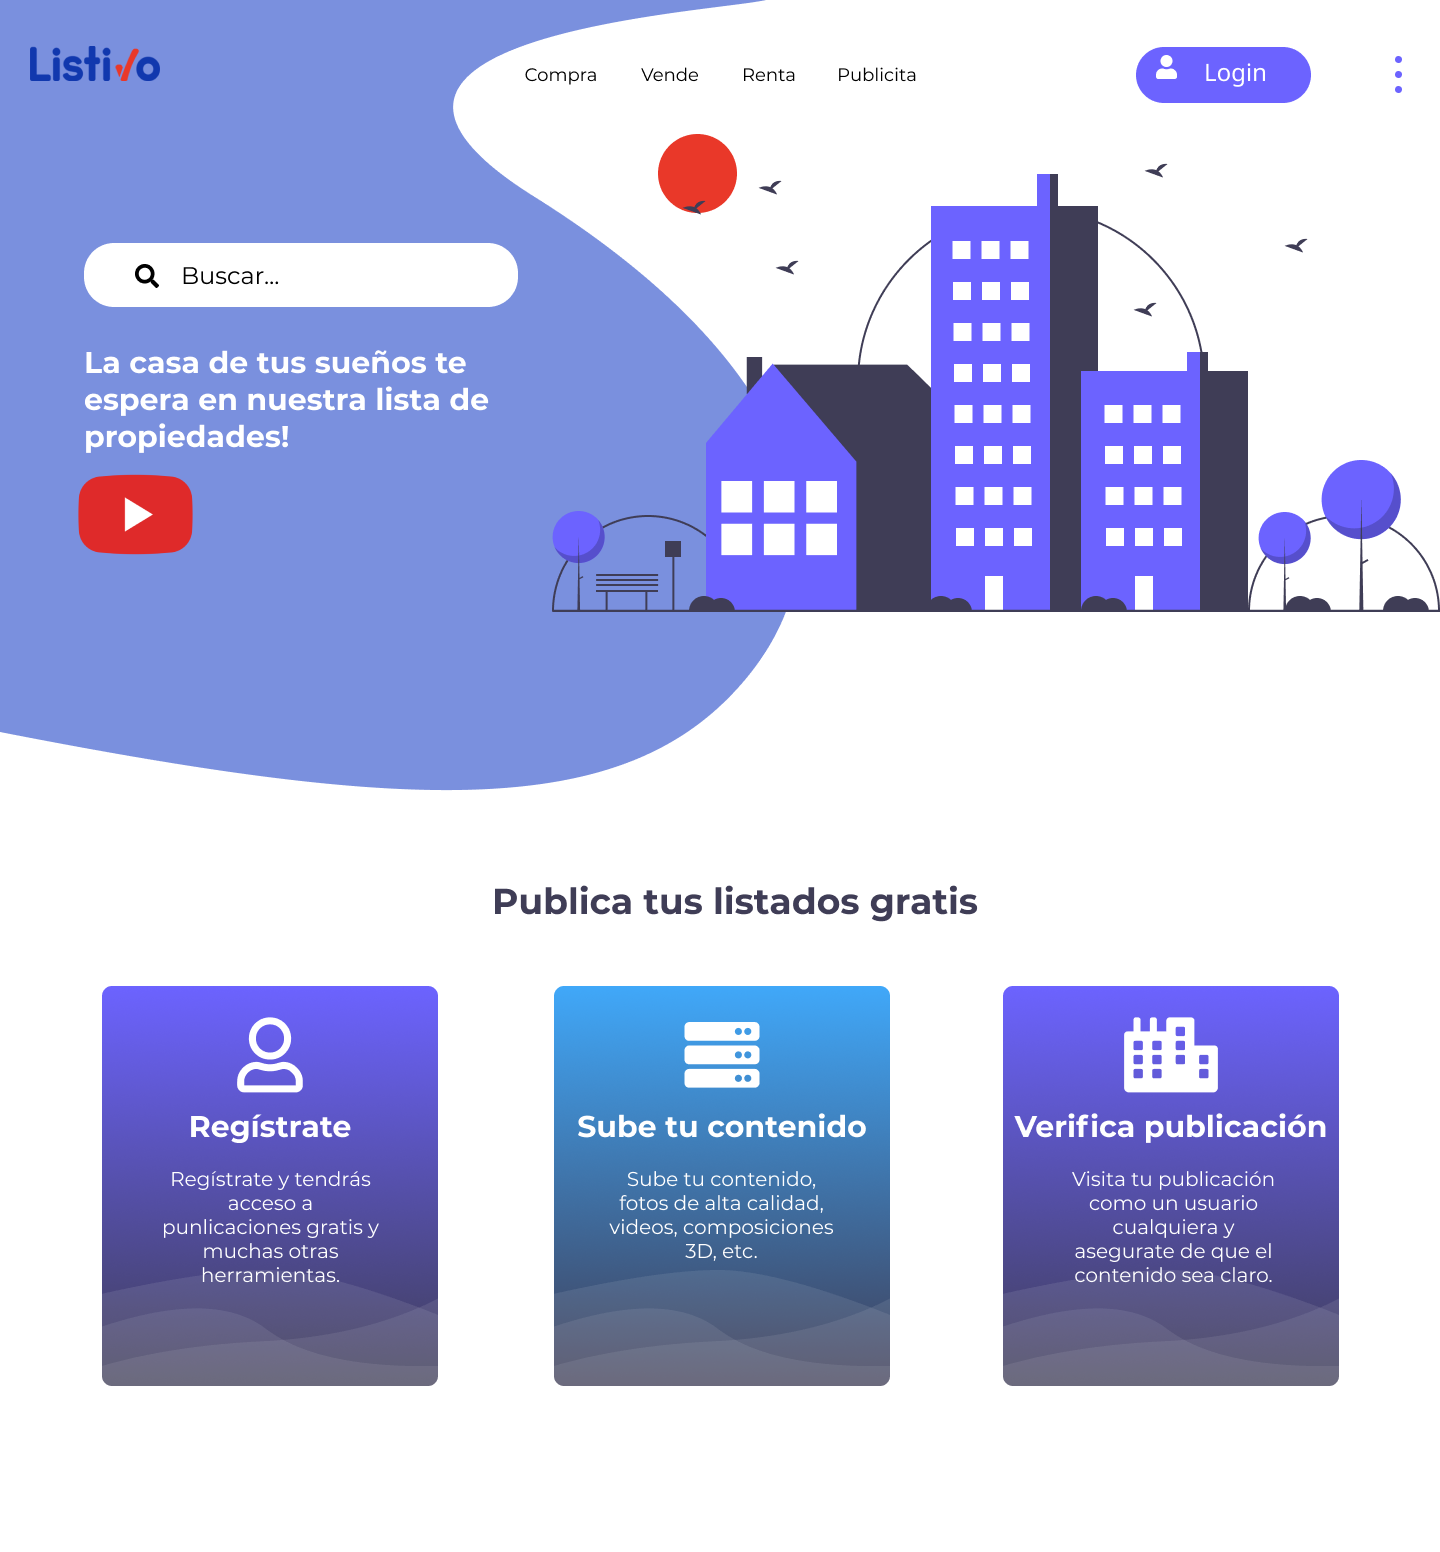 Listivo
Compra
Vende
Renta
Publicita
Login
Buscar...
La casa de tus sueños te
espera en nuestra lista de
propiedades!
Publica tus listados gratis
Regístrate
Regístrate y tendrás
acceso a
punlicaciones gratis y
muchas otras
herramientas.
Sube tu contenido
Sube tu contenido,
fotos de alta calidad,
videos, composiciones
3D, etc.
Verifica publicación
Visita tu publicación
como un usuario
cualquiera y
asegurate de que el
contenido sea claro.